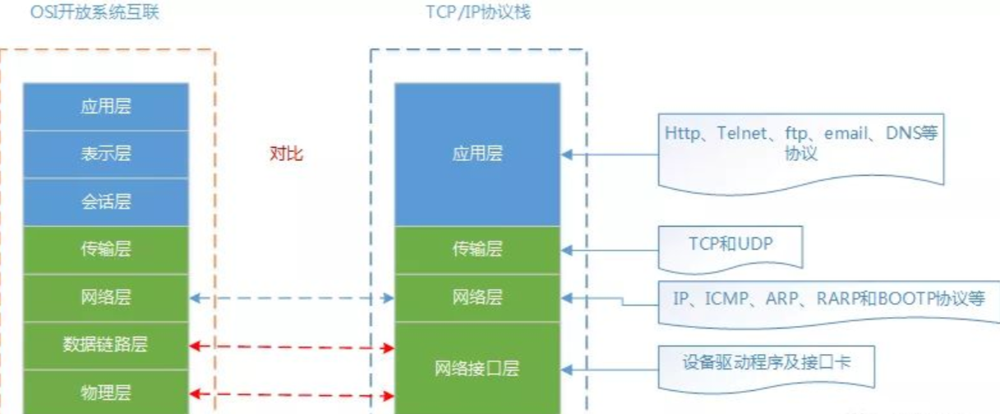 OSI开放系统互联
TCP/IP协议栈
应用层
表示层
会话层
传输层
网络层
数据链路层
物理层
对比
应用层
传输层
网络层
网络接口层
Http、Telnet、ftp、email、DNS等
协议
TCP和UDP
IP、ICMP、ARP、RARP和BOOTP协议等
设备驱动程序及接口卡